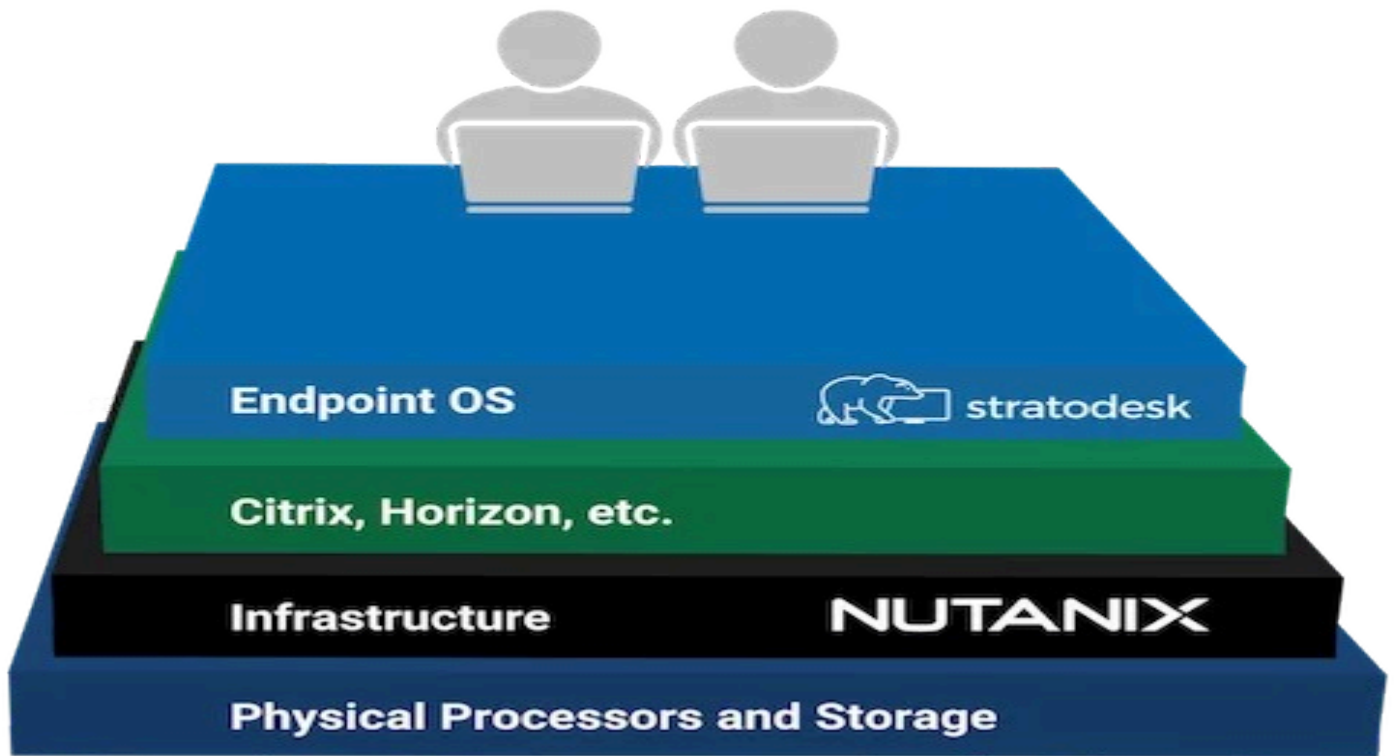 Endpoint OS stratodesk
Citrix, Horizon, etc.
Infrastructure NUTANIX
Physical Processors and Storage